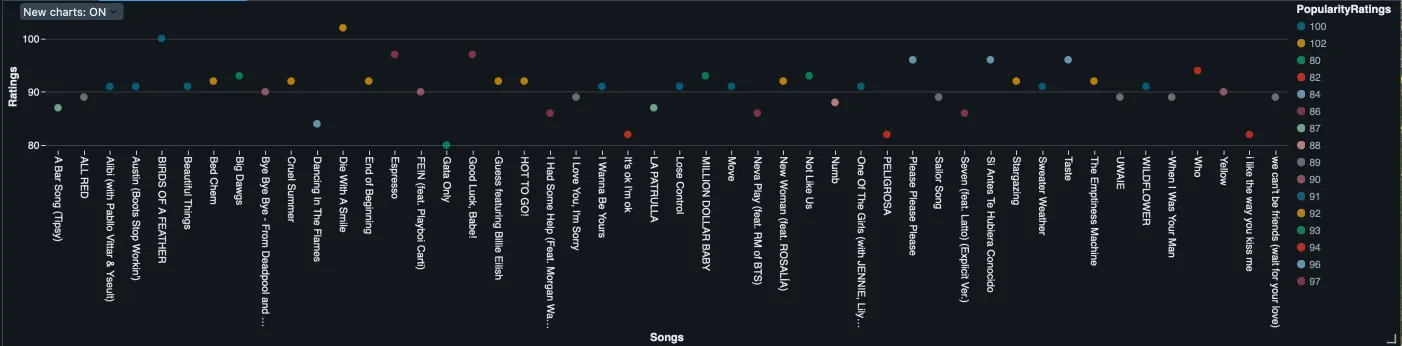 New charts: ON
PopularityRatings
100
102
80
82
84
86
87
88
89
90
91
92
93
94
96
97
Ratings
100
90
80
A Bar Song (Tipsy)
ALL RED
Alibi (with Pabllo Vittar & Yseult)
Austin (Boots Stop Workin')
BIRDS OF A FEATHER
Beautiful Things
Bed Chem
Big Dawgs
Bye Bye Bye - From Deadpool and ...
Cruel Summer
Dancing In The Flames
Die With A Smile
End of Beginning
Espresso
FEIN (feat. Playboi Carti)
Gata Only
Good Luck, Babe!
Guess featuring Billie Eilish
HOT TO GO!
I Had Some Help (Feat. Morgan Wa...
I Love You, I'm Sorry
I Wanna Be Yours
It's ok I'm ok
LA PATRULLA
Lose Control
MILLION DOLLAR BABY
Move
Neva Play (feat. RM of BTS)
New Woman (feat. ROSALÍA)
Not Like Us
Numb
One Of The Girls (with JENNIE, Lily...
PELIGROSA
Please Please Please
Sailor Song
Seven (feat. Latto) (Explicit Ver.)
Si Antes Te Hubiera Conocido
Stargazing
Sweater Weather
Taste
The Emptiness Machine
UWAIE
WILDFLOWER
When I Was Your Man
Who
Yellow
i like the way you kiss me
we can't be friends (wait for your love)
Songs